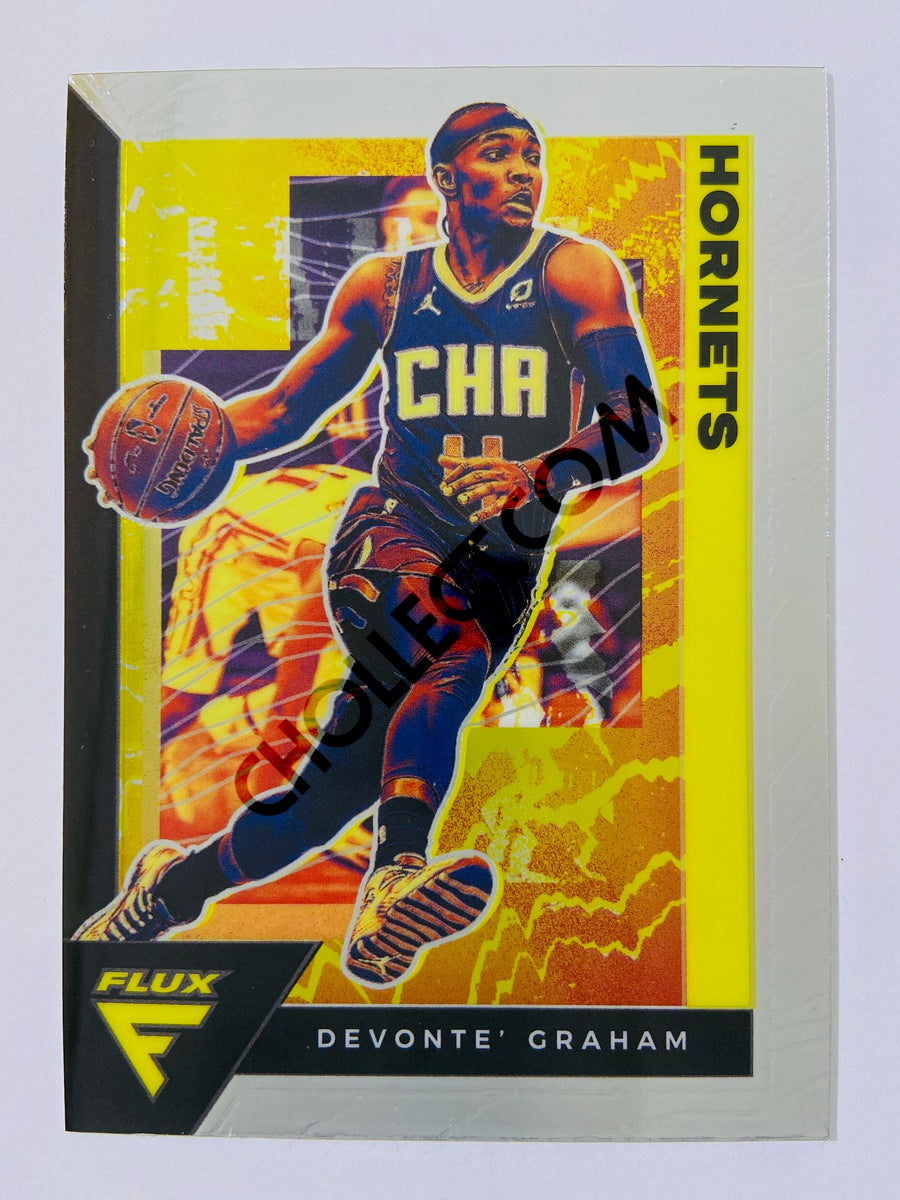 HORNETS
CHA
SPALDING
CHOLLECT.COM
FLUX
DEVONTE' GRAHAM